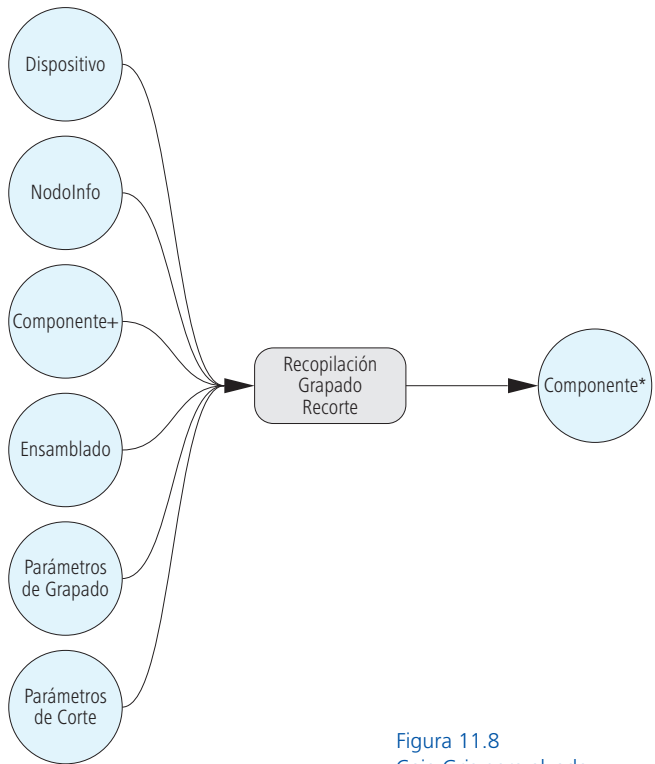 Dispositivo
NodoInfo
Componente+
Ensamblado
Parámetros
de Grapado
Parámetros
de Corte
Recopilación
Grapado
Recorte
Componente*
Figura 11.8